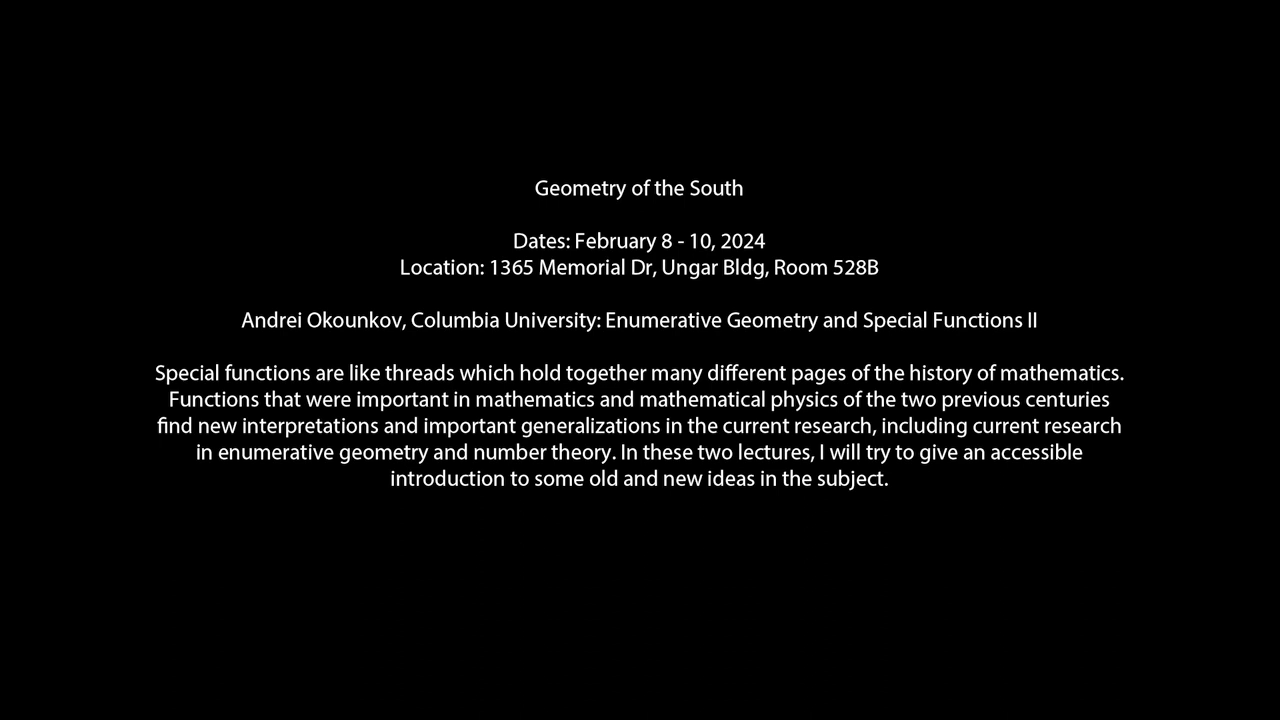 Geometry of the South
Dates: February 8 - 10, 2024
Location: 1365 Memorial Dr, Ungar Bldg, Room 528B
Andrei Okounkov, Columbia University: Enumerative Geometry and Special Functions II
Special functions are like threads which hold together many different pages of the history of mathematics.
Functions that were important in mathematics and mathematical physics of the two previous centuries
find new interpretations and important generalizations in the current research, including current research
in enumerative geometry and number theory. In these two lectures, I will try to give an accessible
introduction to some old and new ideas in the subject.